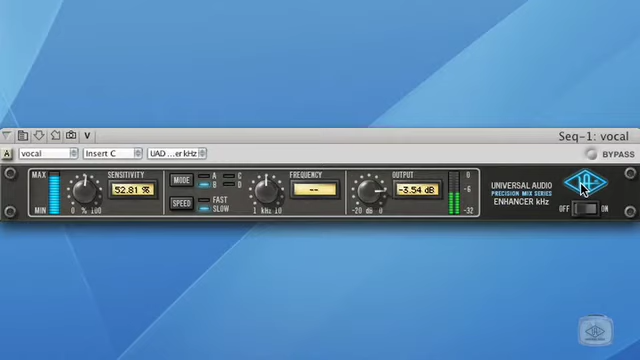 V
Seq-1: vocal
A
vocal
Insert C
UAD ...er kHz
BYPASS
MAX
MIN
SENSITIVITY
52.81 %
0 % 100
MODE
A
B
C
D
SPEED
FAST
SLOW
FREQUENCY
--
1 kHz 10
OUTPUT
-3.54 dB
-20 dB 0
0
-6
-32
UNIVERSAL AUDIO
PRECISION MIX SERIES
ENHANCER kHz
OFF
ON